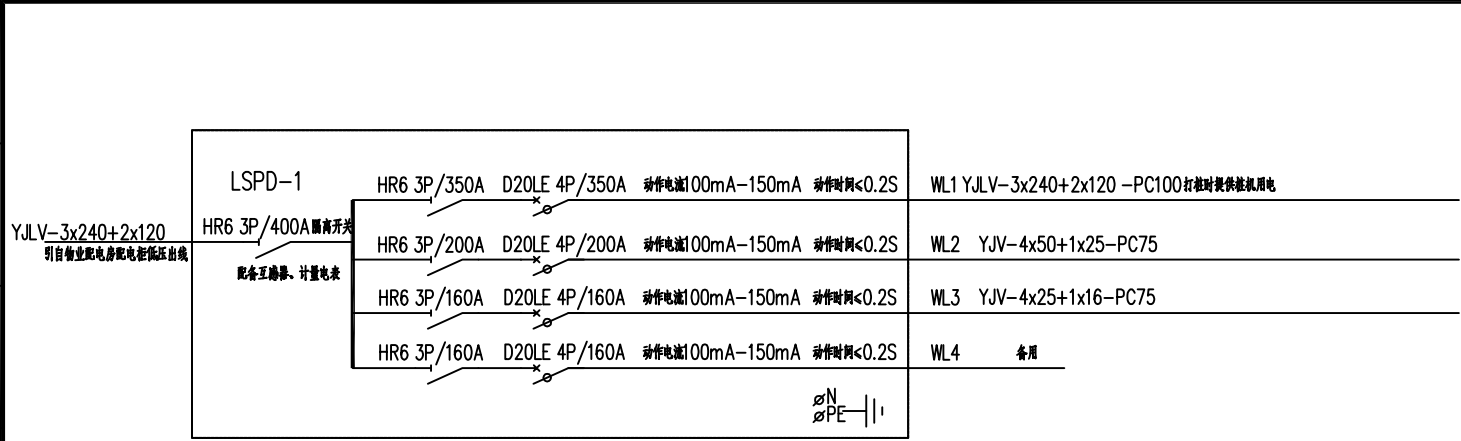 LSPD-1
YJLV-3x240+2x120
引自物业配电房配电柜低压出线
HR6 3P/400A隔离开关
配备互感器、计量电表
HR6 3P/350A D20LE 4P/350A 动作电流100mA-150mA 动作时间≤0.2S WL1 YJLV-3x240+2x120 -PC100打桩时提供桩机用电
HR6 3P/200A D20LE 4P/200A 动作电流100mA-150mA 动作时间≤0.2S WL2 YJV-4x50+1x25-PC75
HR6 3P/160A D20LE 4P/160A 动作电流100mA-150mA 动作时间≤0.2S WL3 YJV-4x25+1x16-PC75
HR6 3P/160A D20LE 4P/160A 动作电流100mA-150mA 动作时间≤0.2S WL4 备用
øN
øPE